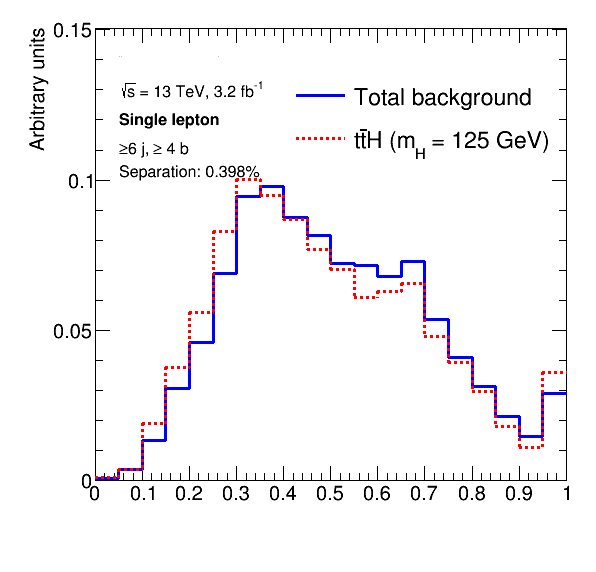 Arbitrary units
0.15
0.1
0.05
0
√s = 13 TeV, 3.2 fb⁻¹
Single lepton
≥6 j, ≥ 4 b
Separation: 0.398%
Total background
tt̄H (m_H = 125 GeV)
0 0.1 0.2 0.3 0.4 0.5 0.6 0.7 0.8 0.9 1